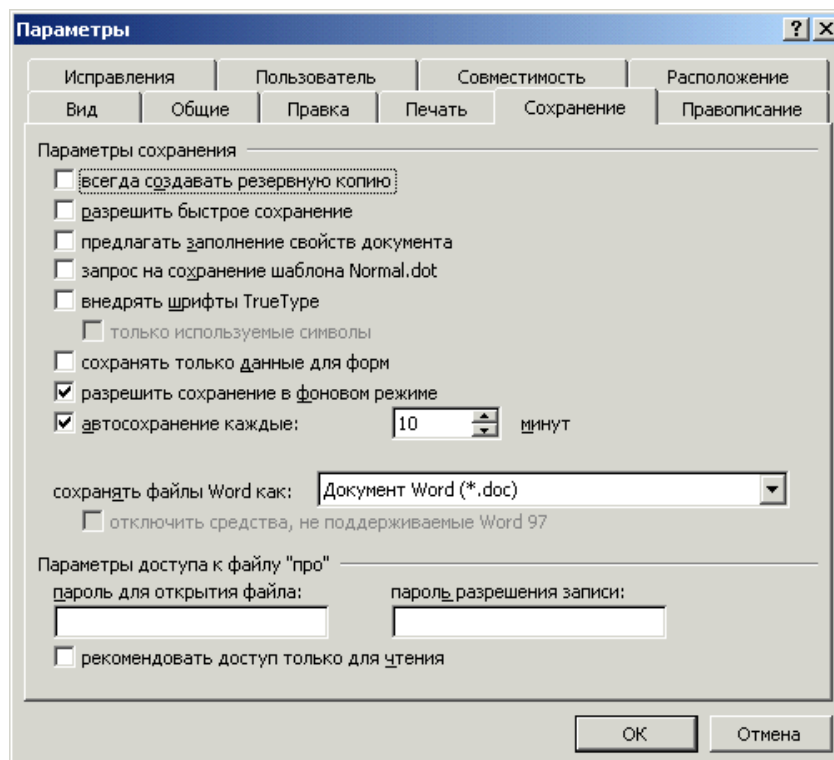 Параметры
Исправления Пользователь Совместимость Расположение
Вид Общие Правка Печать Сохранение Правописание
Параметры сохранения
всегда создавать резервную копию
разрешить быстрое сохранение
предлагать заполнение свойств документа
запрос на сохранение шаблона Normal.dot
внедрять шрифты TrueType
только используемые символы
сохранять только данные для форм
разрешить сохранение в фоновом режиме
автосохранение каждые: 10 минут
сохранять файлы Word как: Документ Word (*.doc)
отключить средства, не поддерживаемые Word 97
Параметры доступа к файлу "про"
пароль для открытия файла: пароль разрешения записи:
рекомендовать доступ только для чтения
ОК Отмена